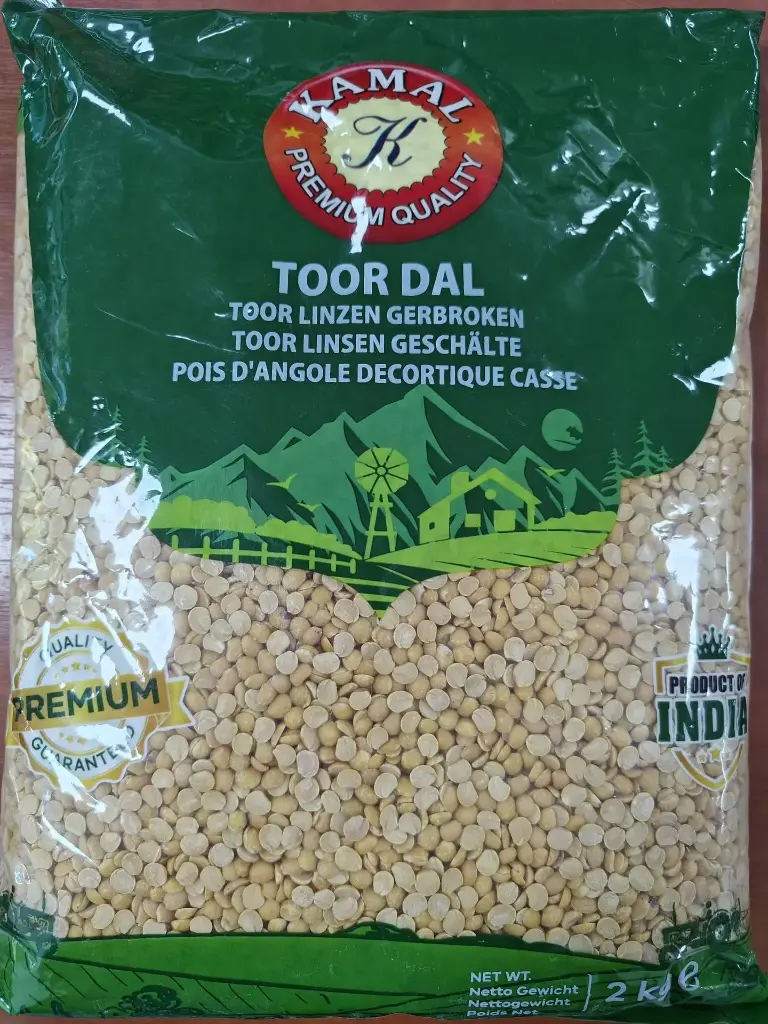 KAMAL
K
PREMIUM QUALITY
TOOR DAL
TOOR LINZEN GERBROKEN
TOOR LINSEN GESCHÄLTE
POIS D'ANGOLE DECORTIQUE CASSE
QUALITY
PREMIUM
GUARANTEED
PRODUCT OF
INDIA
NET WT.
Netto Gewicht
Nettogewicht
Poids Net
2 k